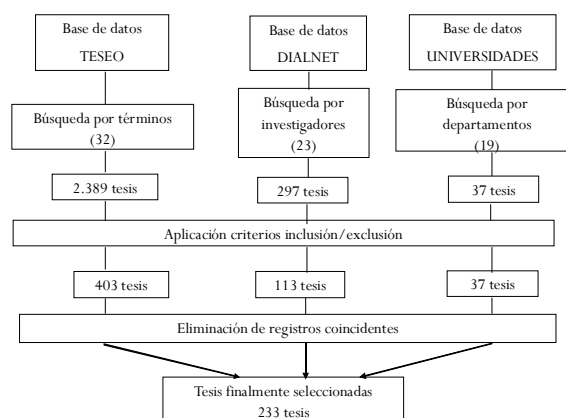 Base de datos
TESEO
Base de datos
DIALNET
Base de datos
UNIVERSIDADES
Búsqueda por términos
(32)
Búsqueda por
investigadores
(23)
Búsqueda por
departamentos
(19)
2.389 tesis
297 tesis
37 tesis
Aplicación criterios inclusión/exclusión
403 tesis
113 tesis
37 tesis
Eliminación de registros coincidentes
Tesis finalmente seleccionadas
233 tesis